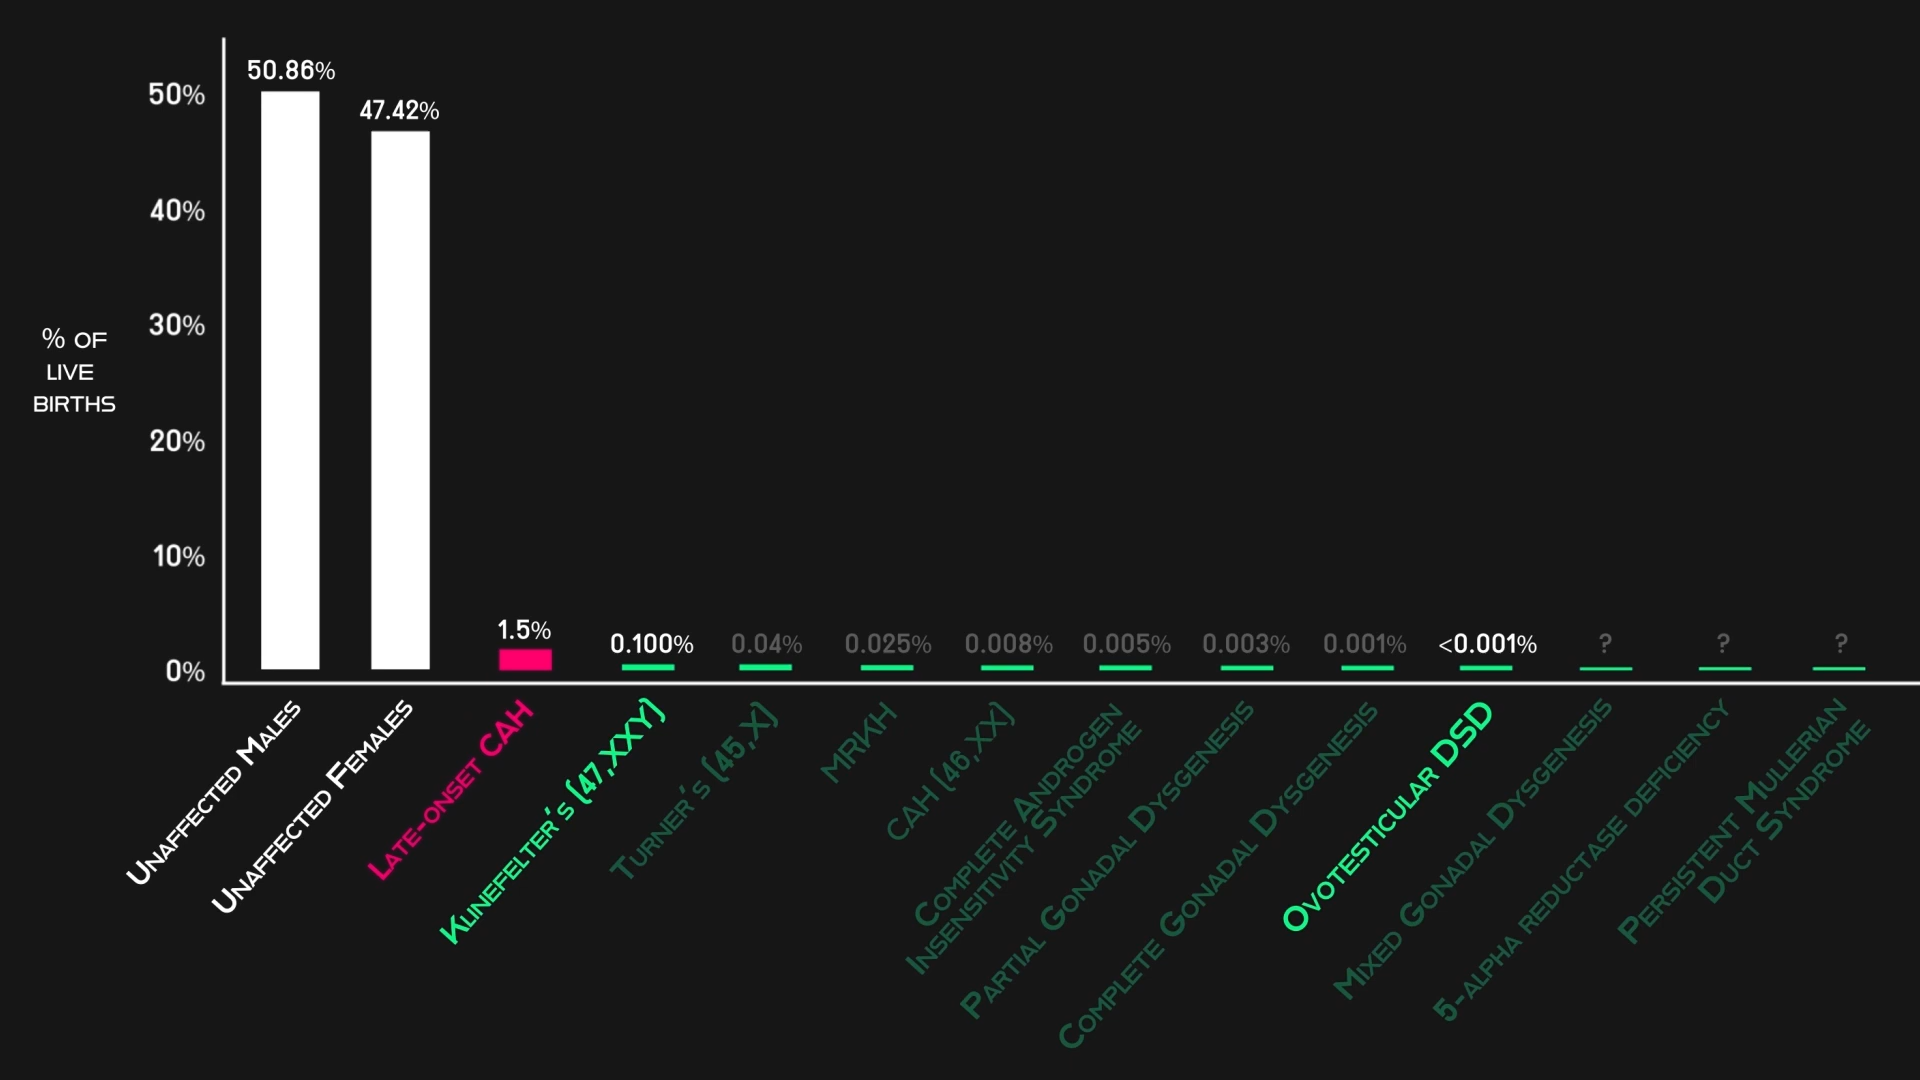 50.86%
47.42%
1.5%
0.100%
0.04%
0.025%
0.008%
0.005%
0.003%
0.001%
<0.001%
?
?
?
50%
40%
30%
20%
10%
0%
% OF
LIVE
BIRTHS
UNAFFECTED MALES
UNAFFECTED FEMALES
LATE-ONSET CAH
KLINEFELTER'S (47,XXY)
TURNER'S (45,X)
MRKH
CAH (46,XX)
COMPLETE ANDROGEN
INSENSITIVITY SYNDROME
PARTIAL GONADAL DYSGENESIS
COMPLETE GONADAL DYSGENESIS
OVOTESTICULAR DSD
MIXED GONADAL DYSGENESIS
5-ALPHA REDUCTASE DEFICIENCY
PERSISTENT MULLERIAN
DUCT SYNDROME